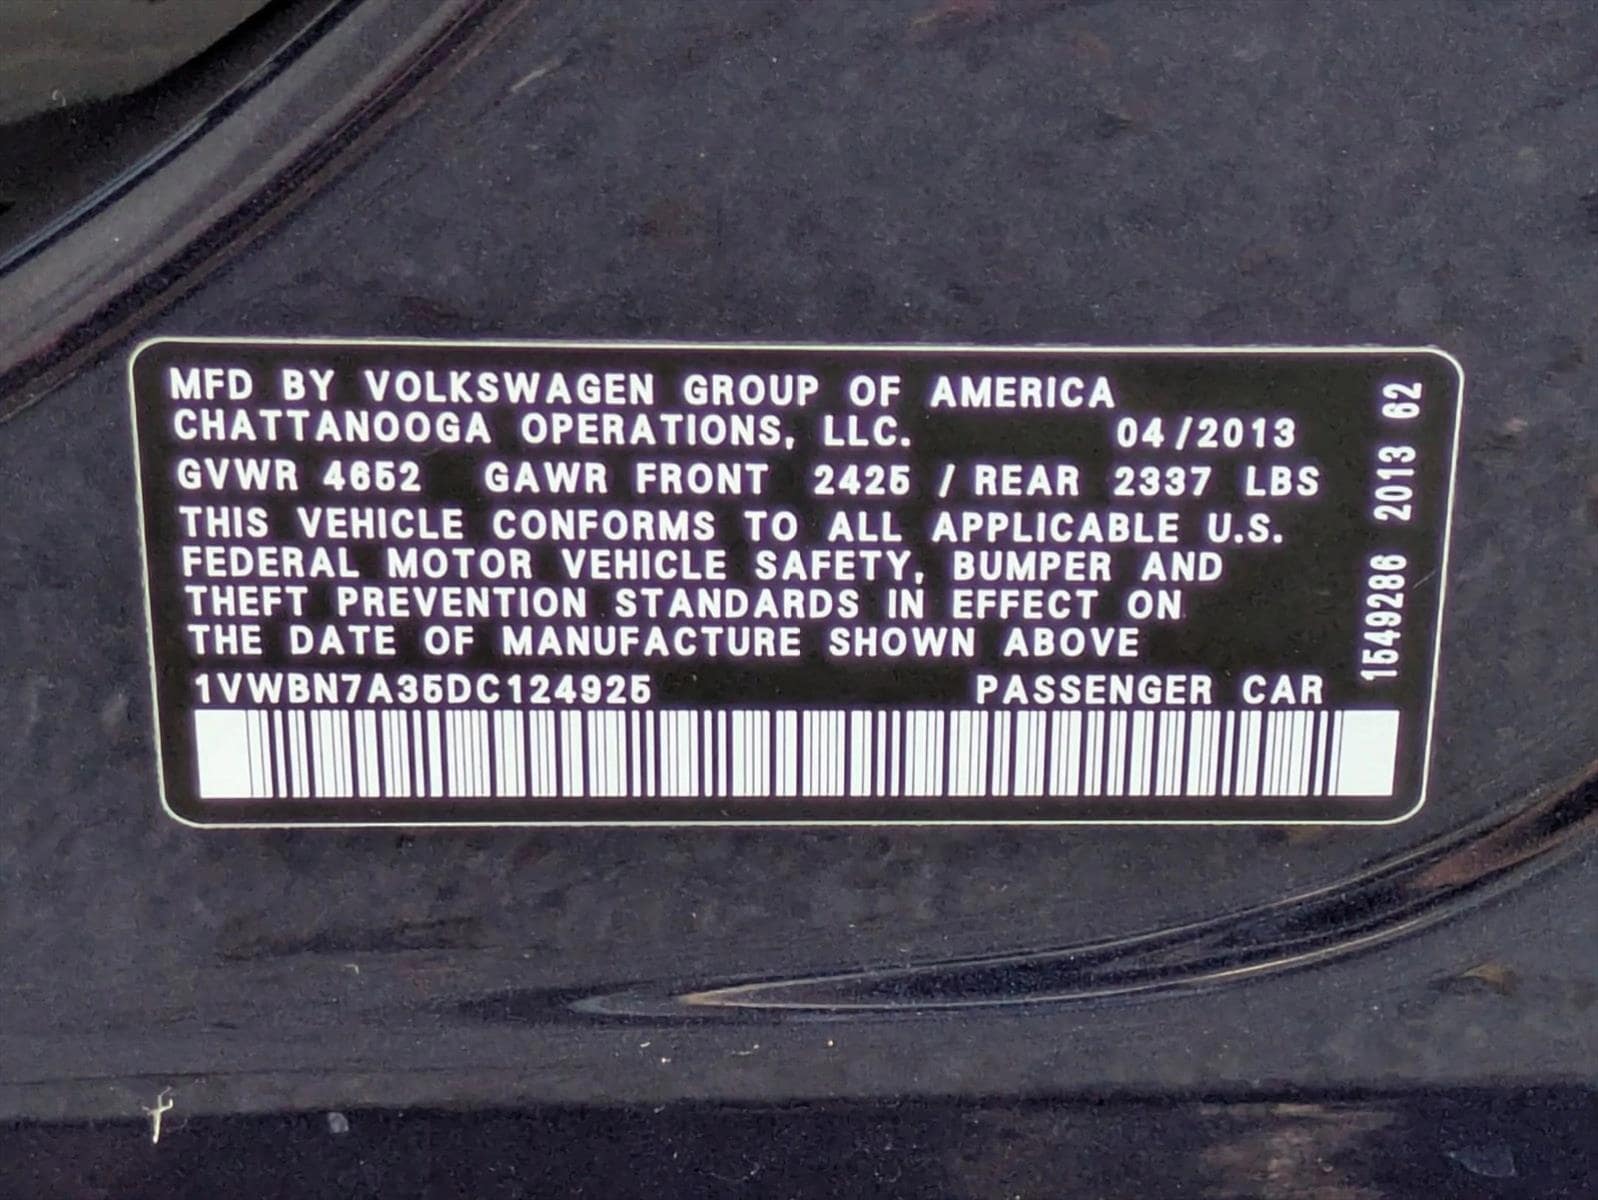 MFD BY VOLKSWAGEN GROUP OF AMERICA
CHATTANOOGA OPERATIONS, LLC. 04/2013
GVWR 4652 GAWR FRONT 2425 / REAR 2337 LBS
THIS VEHICLE CONFORMS TO ALL APPLICABLE U.S.
FEDERAL MOTOR VEHICLE SAFETY, BUMPER AND
THEFT PREVENTION STANDARDS IN EFFECT ON
THE DATE OF MANUFACTURE SHOWN ABOVE
1VWBN7A35DC124925 PASSENGER CAR
1549286 2013 62